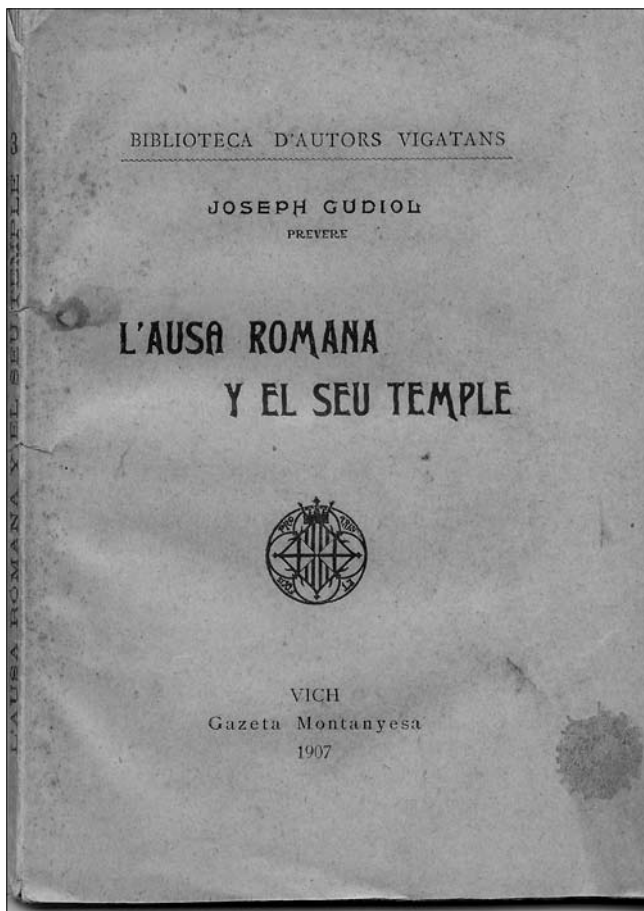 BIBLIOTECA D'AUTORS VIGATANS
JOSEPH GUDIOL
PREVERE
L'AUSA ROMANA
Y EL SEU TEMPLE
VICH
Gazeta Montanyesa
1907
L'AUSA ROMANA Y EL SEU TEMPLE 3